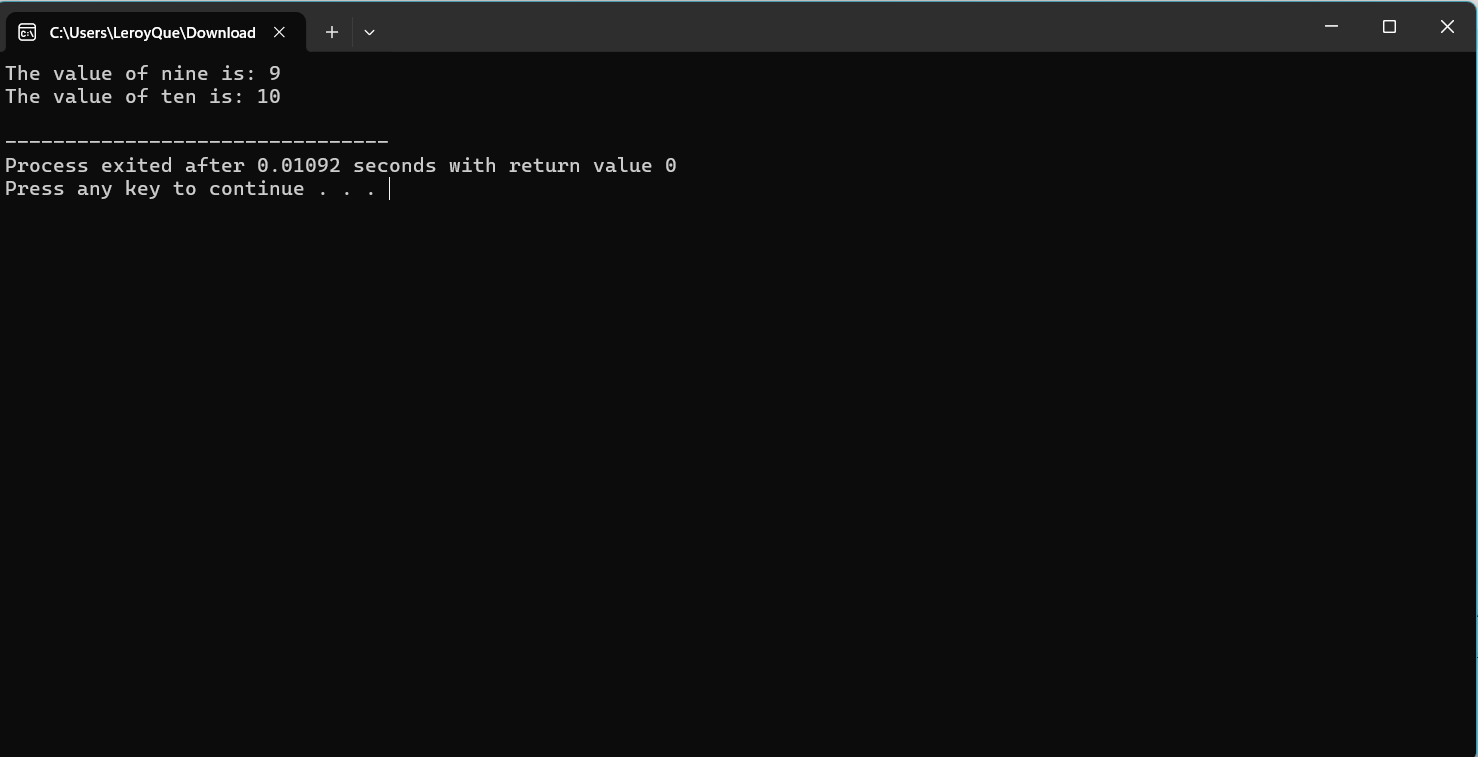 C:\Users\LeroyQue\Download
The value of nine is: 9
The value of ten is: 10
--------------------------------
Process exited after 0.01092 seconds with return value 0
Press any key to continue . . .